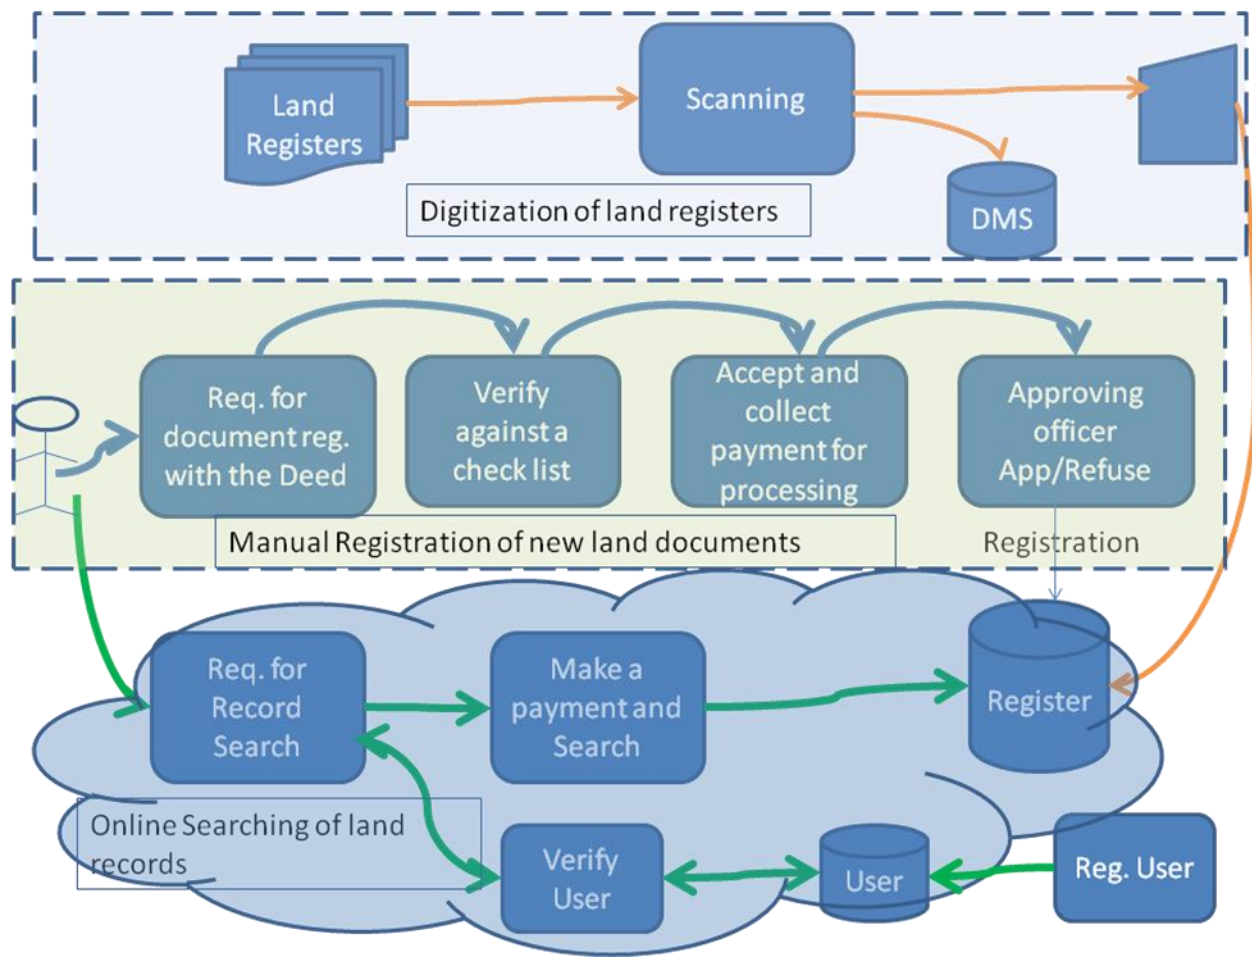 Land
Registers
Scanning
DMS
Digitization of land registers
Req. for
document reg.
with the Deed
Verify
against a
check list
Accept and
collect
payment for
processing
Approving
officer
App/Refuse
Manual Registration of new land documents
Registration
Req. for
Record
Search
Make a
payment and
Search
Register
Online Searching of land
records
Verify
User
User
Reg. User